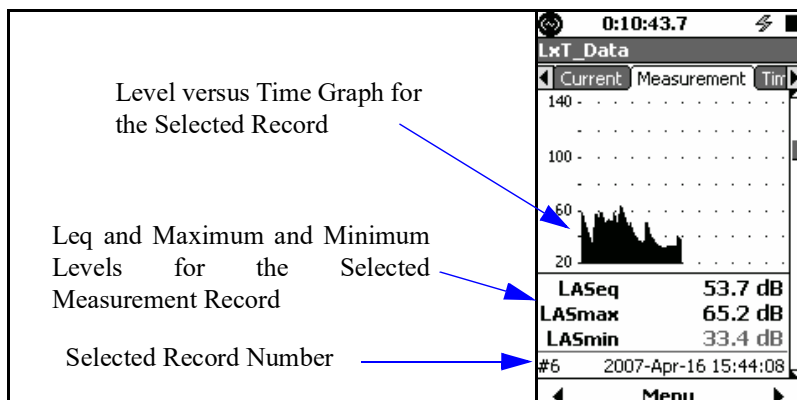 Level versus Time Graph for
the Selected Record
Leq and Maximum and Minimum
Levels for the Selected
Measurement Record
Selected Record Number
0:10:43.7
LxT_Data
Current Measurement Tim
140
100
60
20
LASeq 53.7 dB
LASmax 65.2 dB
LASmin 33.4 dB
#6 2007-Apr-16 15:44:08
Menu